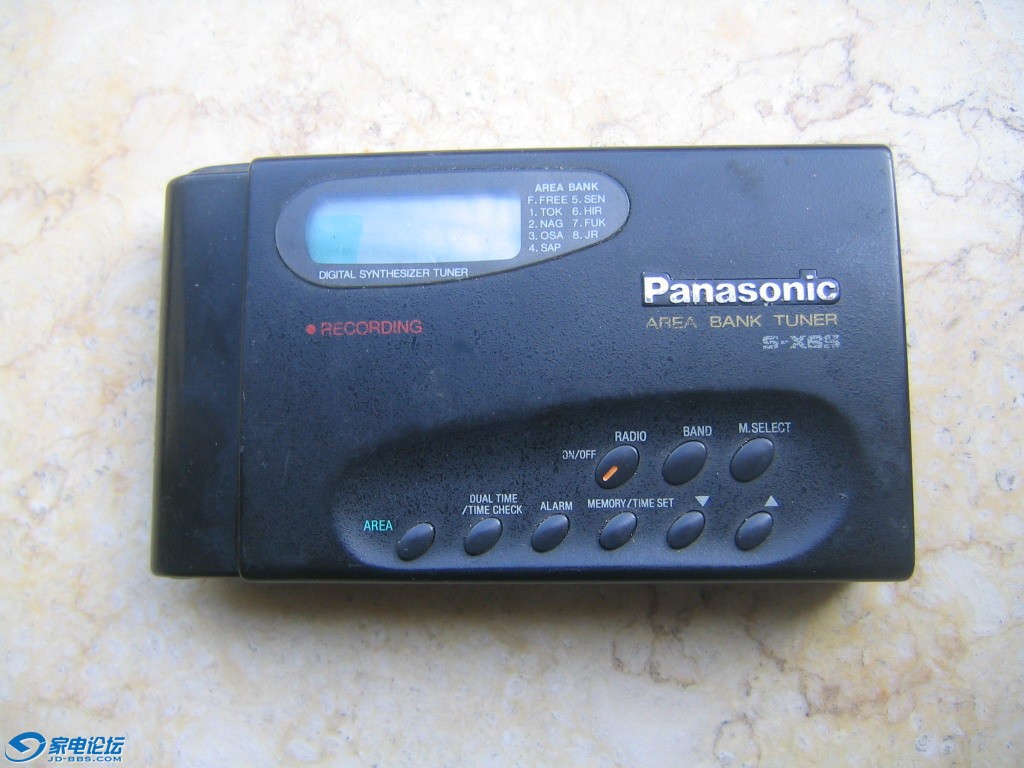 AREA BANK
F. FREE 5. SEN
1. TOK 6. HIR
2. NAG 7. FUK
3. OSA 8. JR
4. SAP
DIGITAL SYNTHESIZER TUNER
Panasonic
RECORDING
AREA BANK TUNER
S-XBS
RADIO
BAND
M.SELECT
ON/OFF
DUAL TIME
/TIME CHECK
ALARM
MEMORY/TIME SET
▼
▲
AREA
家电论坛
JD-BBS.COM